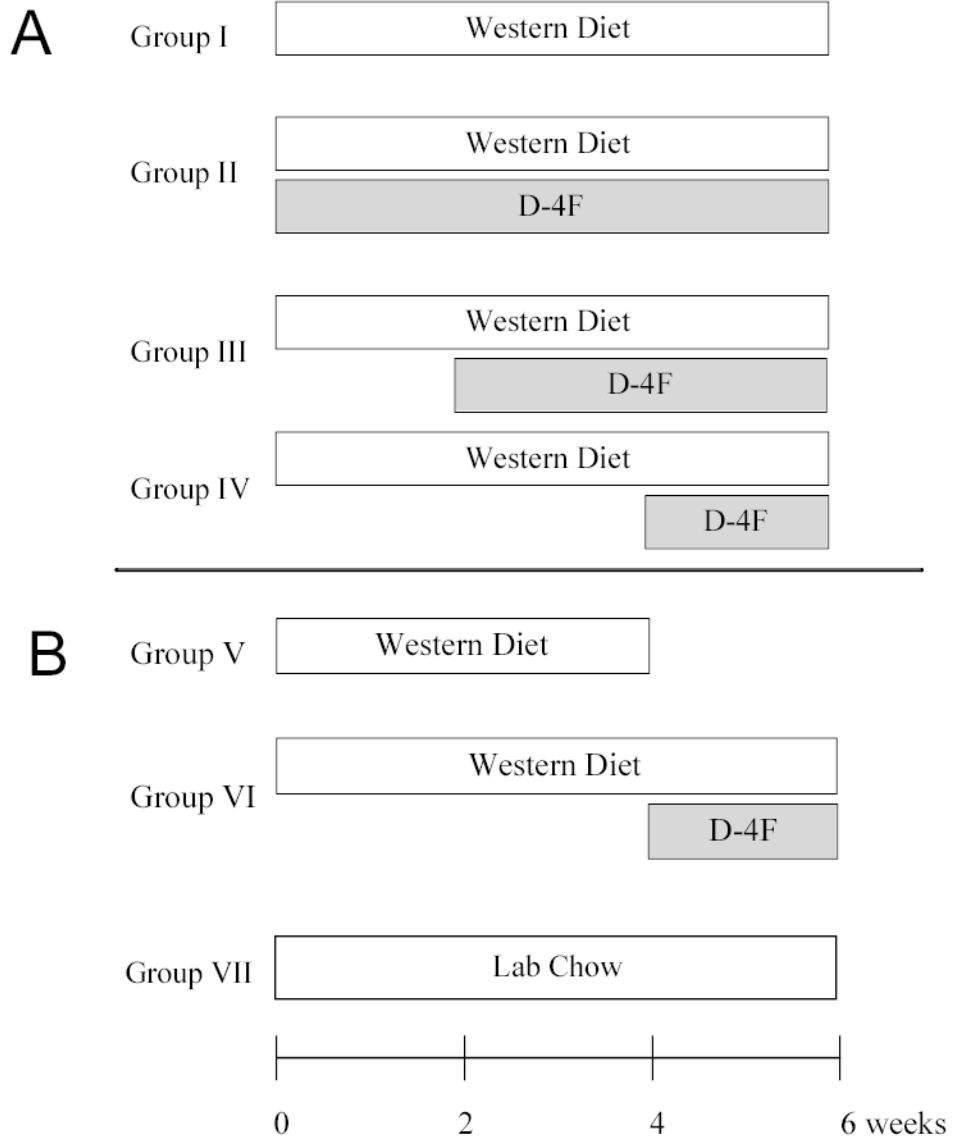 A
Group I
Western Diet
Group II
Western Diet
D-4F
Group III
Western Diet
D-4F
Group IV
Western Diet
D-4F
B
Group V
Western Diet
Group VI
Western Diet
D-4F
Group VII
Lab Chow
0 2 4 6 weeks